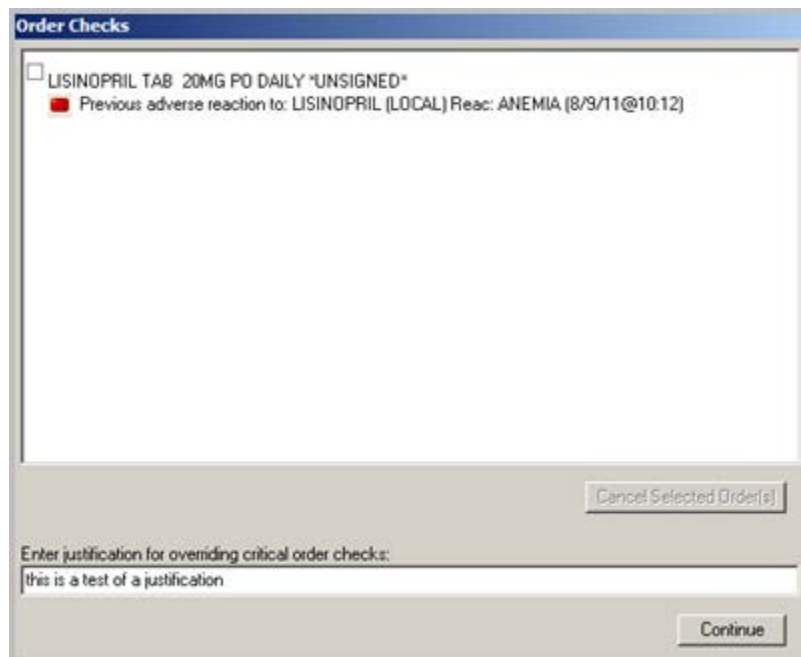 Order Checks
LISINOPRIL TAB 20MG PO DAILY *UNSIGNED*
Previous adverse reaction to: LISINOPRIL (LOCAL) Reac: ANEMIA (8/9/11@10:12)
Cancel Selected Order(s)
Enter justification for overriding critical order checks:
this is a test of a justification
Continue